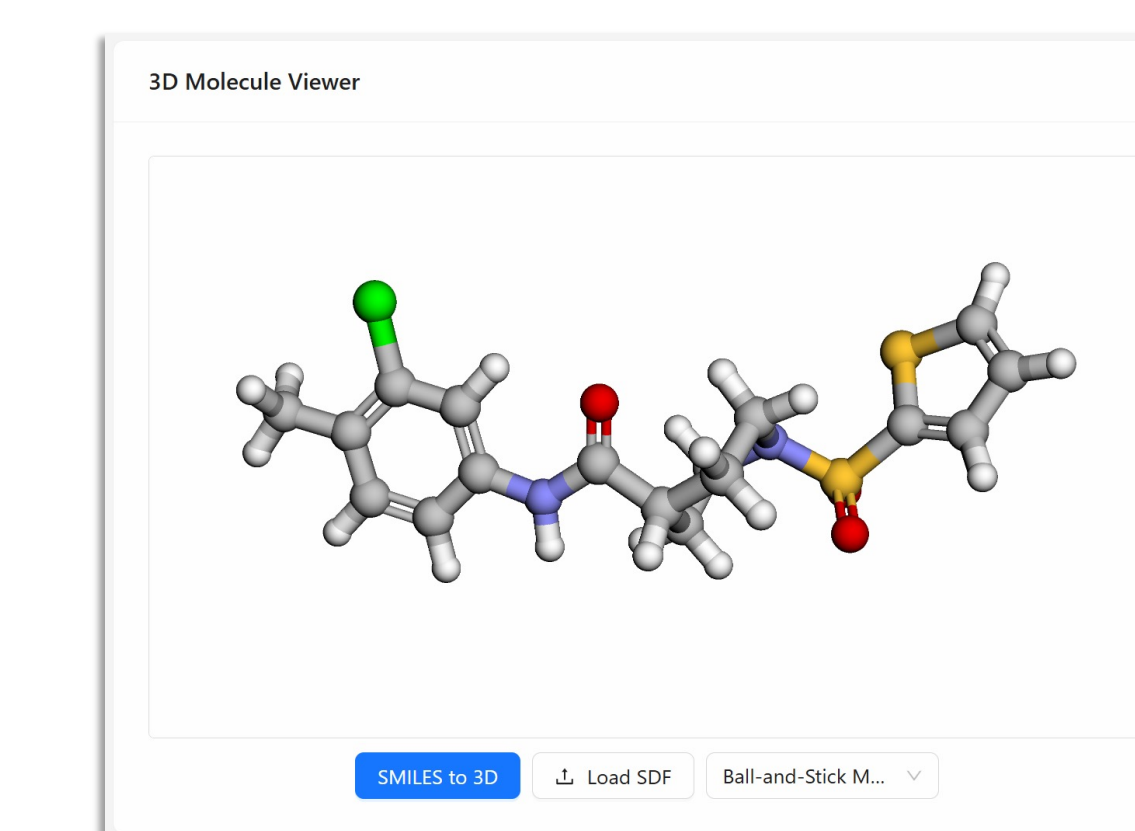 3D Molecule Viewer
SMILES to 3D
Load SDF
Ball-and-Stick M...